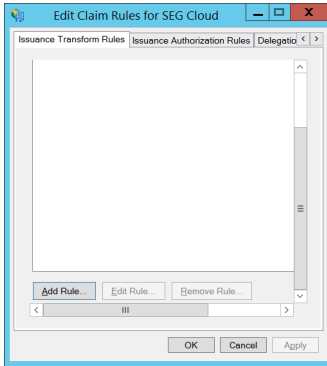 Edit Claim Rules for SEG Cloud
Issuance Transform Rules Issuance Authorization Rules Delegatio
Add Rule... Edit Rule... Remove Rule...
OK Cancel Apply